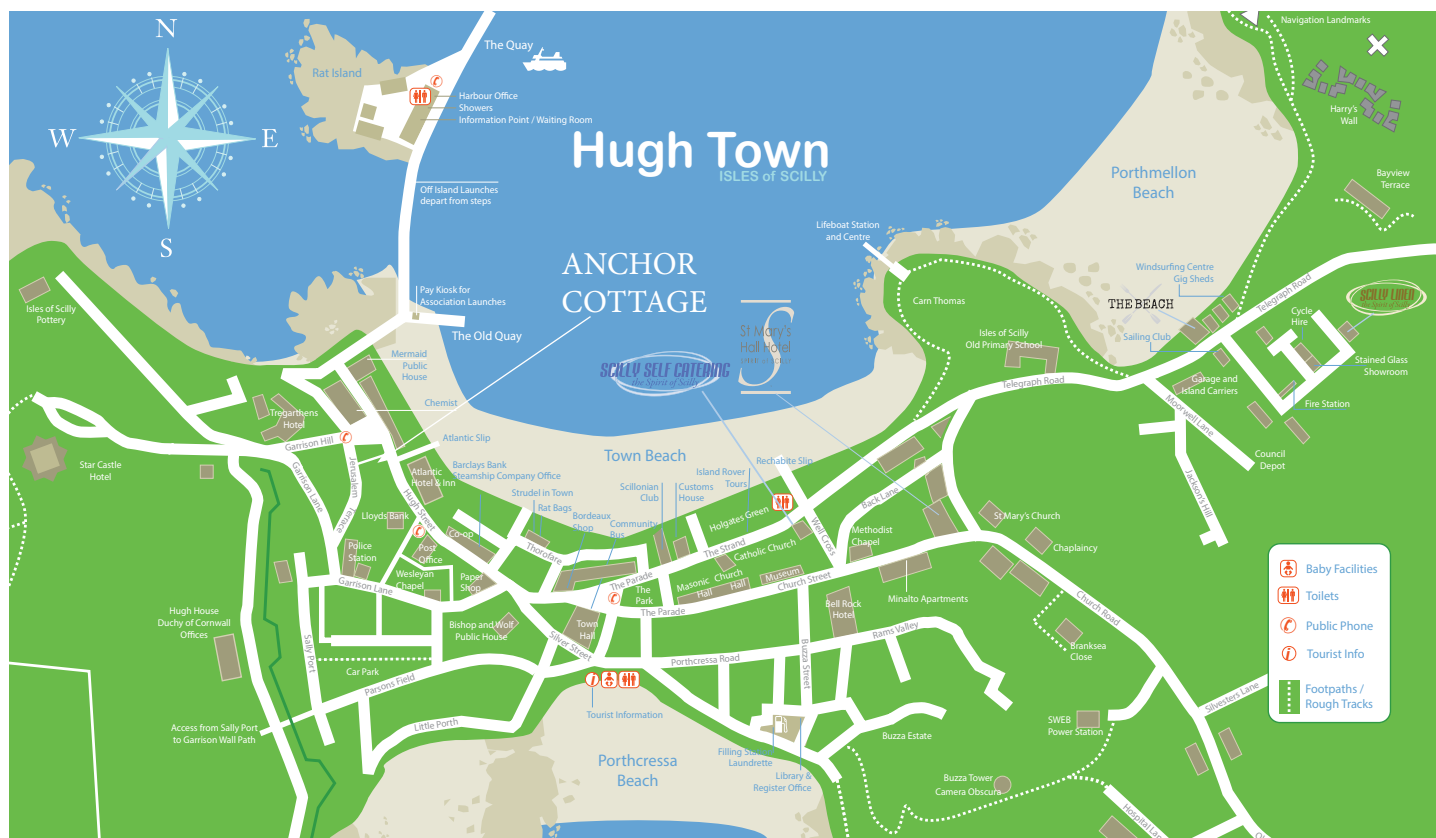 N
W
E
S
Rat Island
The Quay
Harbour Office
Showers
Information Point / Waiting Room
Off Island Launches
depart from steps
Hugh Town
ISLES of SCILLY
Navigation Landmarks
Harry's
Wall
Bayview
Terrace
Porthmellon
Beach
Lifeboat Station
and Centre
Windsurfing Centre
Gig Sheds
THE BEACH
Sailing Club
Telegraph Road
SCILLY LINEN
the Spirit of Scilly
Cycle
Hire
Stained Glass
Showroom
Fire Station
Garage and
Island Carriers
Moorwell Lane
Council
Depot
Jackson's Hill
Carn Thomas
Isles of Scilly
Old Primary School
Telegraph Road
ANCHOR
COTTAGE
St Mary's
Hall Hotel
S
SCILLY SELF CATERING
the Spirit of Scilly
Isles of Scilly
Pottery
Pay Kiosk for
Association Launches
The Old Quay
Mermaid
Public
House
Chemist
Tregarthens
Hotel
Garrison Hill
Star Castle
Hotel
Atlantic Slip
Atlantic
Hotel & Inn
Barclays Bank
Steamship Company Office
Strudel in Town
Rat Bags
Bordeaux
Shop
Community
Bus
Town Beach
Scillonian
Club
Customs
House
Island Rover
Tours
Rechabite Slip
Holgates Green
Garrison Lane
Jerusalem
Terrace
Hugh Street
Lloyds Bank
Post
Office
Co-op
Police
Station
Wesleyan
Chapel
Paper
Shop
Garrison Lane
Thorofare
The Parade
The
Park
The Parade
The Strand
Catholic Church
Masonic
Hall
Church
Hall
Museum
Church Street
Well Cross
Back Lane
Methodist
Chapel
St Mary's Church
Chaplaincy
Minalto Apartments
Church Road
Branksea
Close
Bell Rock
Hotel
Rams Valley
Buzza Street
Porthcressa Road
Silver Street
Town
Hall
Bishop and Wolf
Public House
Hugh House
Duchy of Cornwall
Offices
Sally Port
Car Park
Parsons Field
Little Porth
Access from Sally Port
to Garrison Wall Path
i
Tourist Information
Porthcressa
Beach
Filling Station
Laundrette
Library &
Register Office
Buzza Estate
Buzza Tower
Camera Obscura
SWEB
Power Station
Silvesters Lane
Hospital La
Baby Facilities
Toilets
Public Phone
i
Tourist Info
Footpaths /
Rough Tracks